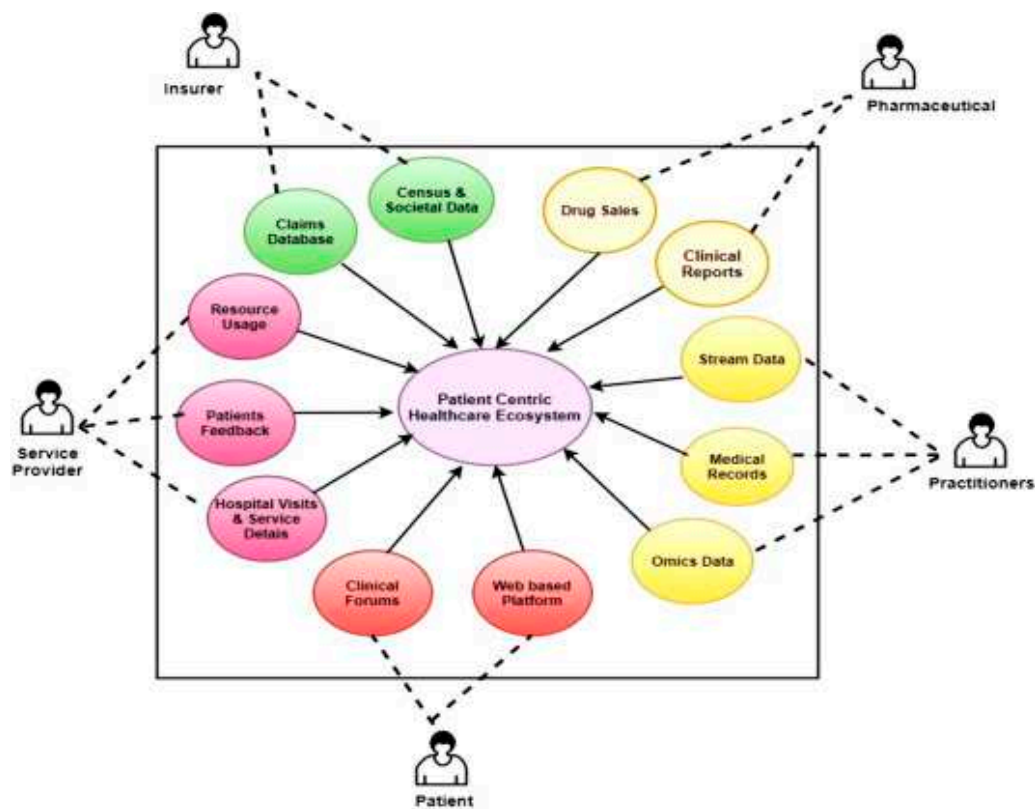 Insurer
Pharmaceutical
Census &
Societal Data
Drug Sales
Claims
Database
Clinical
Reports
Resource
Usage
Stream Data
Patient Centric
Healthcare Ecosystem
Patients
Feedback
Service
Provider
Medical
Records
Practitioners
Hospital Visits
& Service
Detais
Omics Data
Clinical
Forums
Web based
Platform
Patient